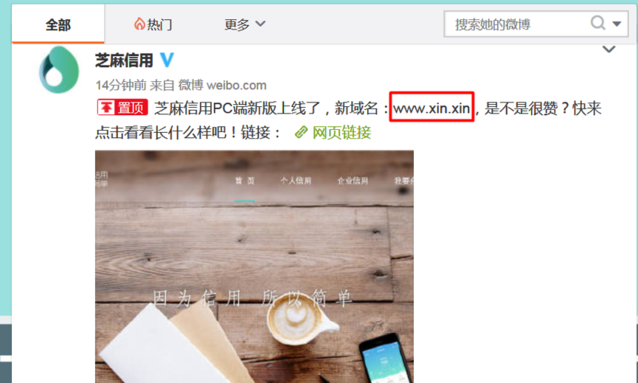 全部
热门
更多
搜索她的微博
芝麻信用
14分钟前 来自 微博 weibo.com
置顶 芝麻信用PC端新版上线了，新域名：www.xin.xin，是不是很赞？快来
点击看看长什么样吧！链接： 网页链接
首 页
个人信用
企业信用
我要
因为信用 所以简单